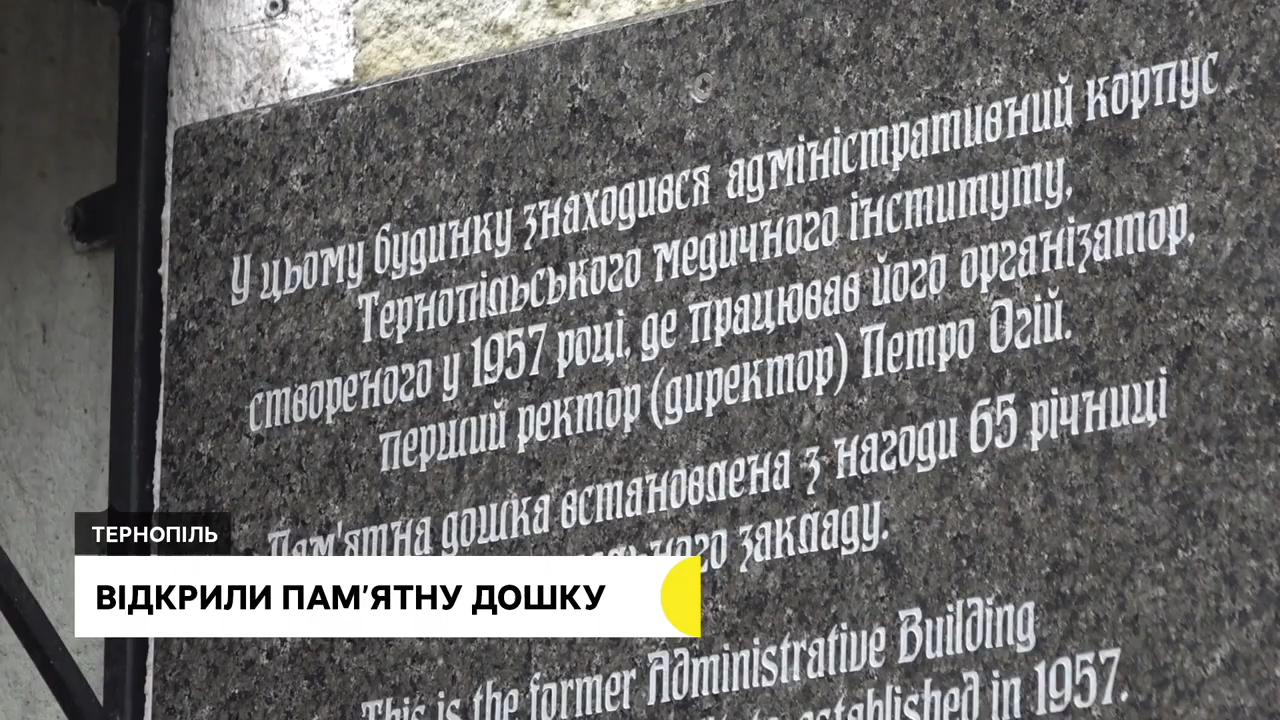 У цьому будинку знаходився адміністративний корпус
Тернопільського медичного інституту,
створеного у 1957 році, де працював його організатор,
перший ректор (директор) Петро Огій.
Пам'ятна дошка встановлена з нагоди 65 річниці
закладу.
ТЕРНОПІЛЬ
ВІДКРИЛИ ПАМ'ЯТНУ ДОШКУ
This is the former Administrative Building
established in 1957.